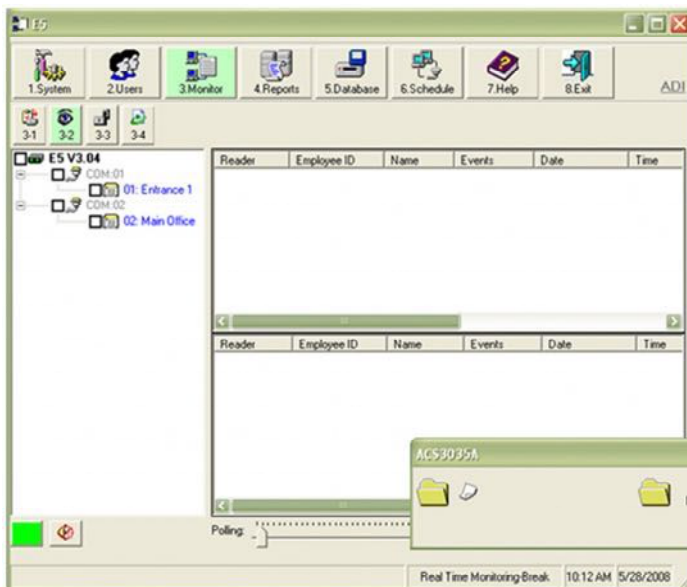 E5
1.System 2.Users 3.Monitor 4.Reports 5.Database 6.Schedule 7.Help 8.Exit ADI
3-1 3-2 3-3 3-4
E5 V3.04
COM:01
01: Entrance 1
COM:02
02: Main Office
Reader Employee ID Name Events Date Time
Reader Employee ID Name Events Date Time
ACS3035A
Polling:
Real Time Monitoring-Break 10:12 AM 5/28/2008